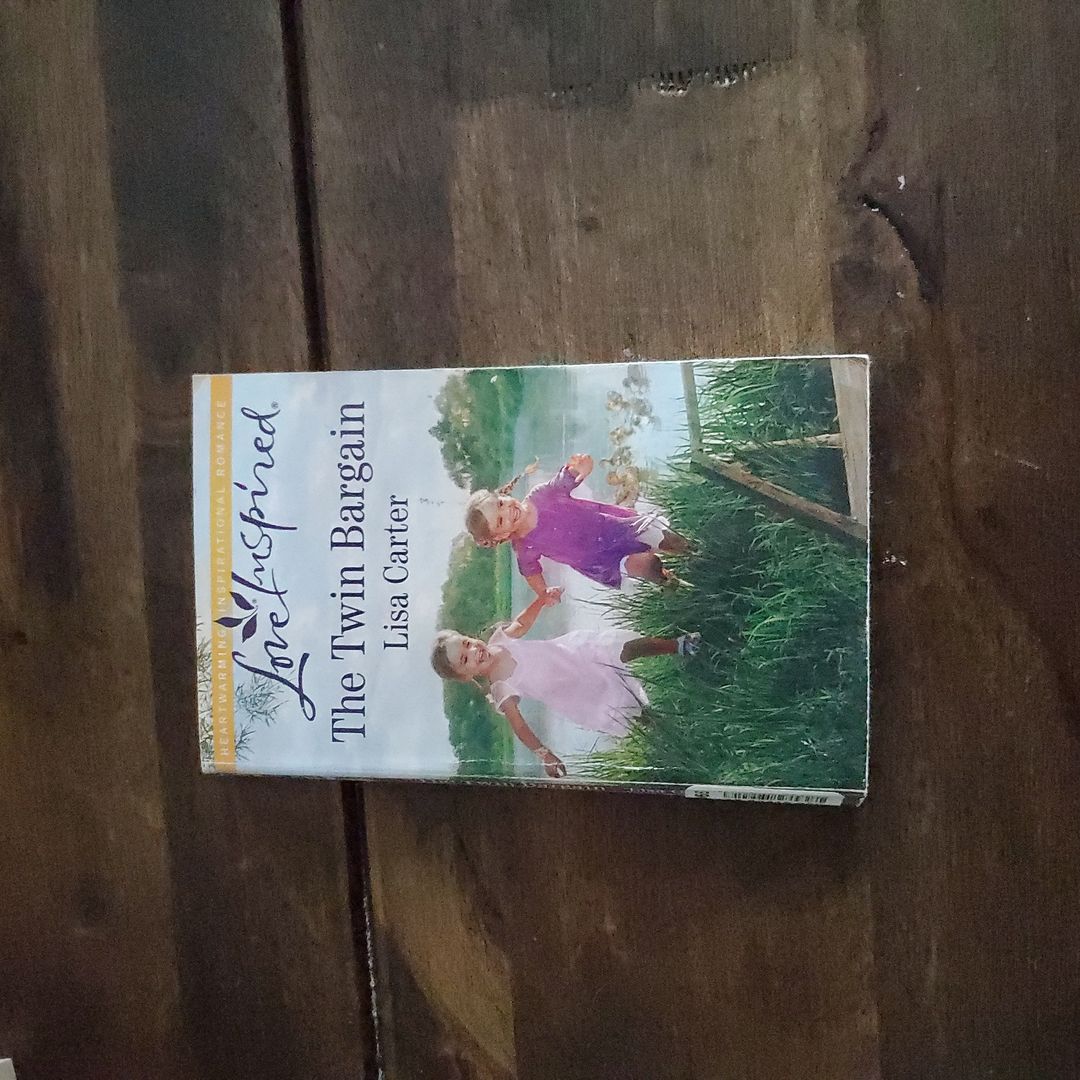 HEARTWARMING INSPIRATIONAL ROMANCE
Love Inspired®
The Twin Bargain
Lisa Carter